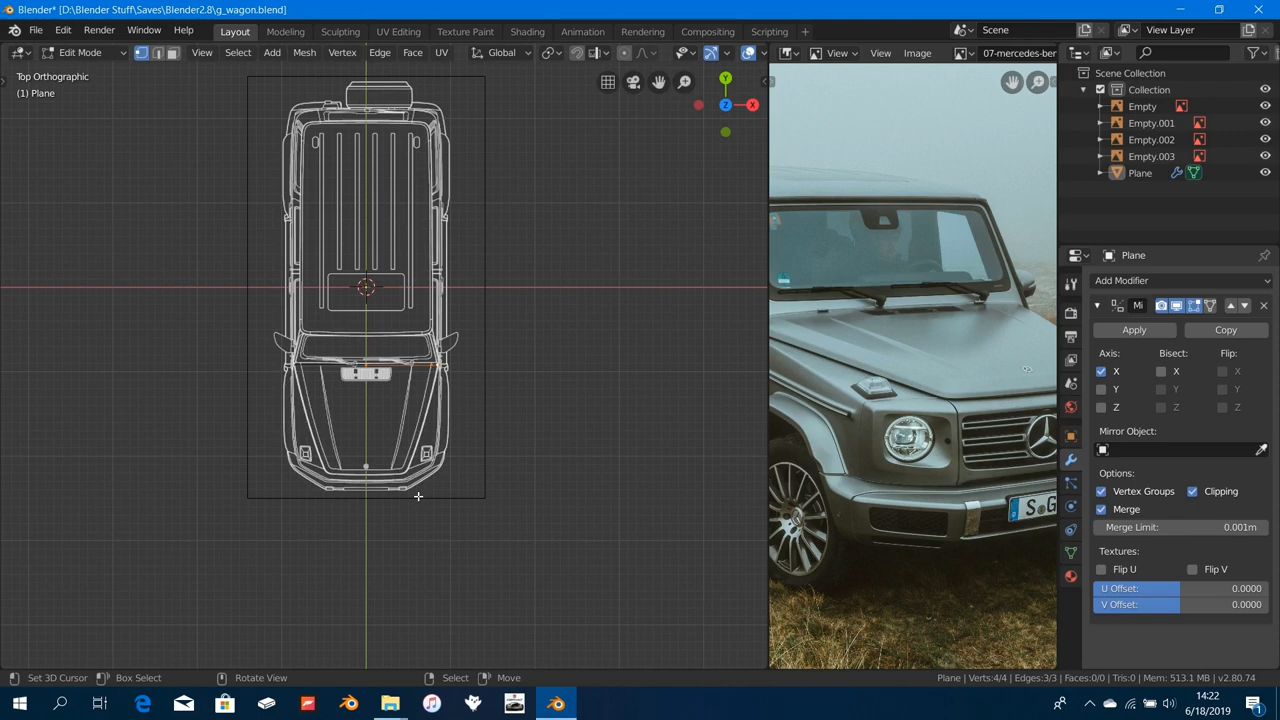 Blender* [D:\Blender Stuff\Saves\Blender2.8\g_wagon.blend]
File Edit Render Window Help Layout Modeling Sculpting UV Editing Texture Paint Shading Animation Rendering Compositing Scripting + Scene View Layer
Edit Mode View Select Add Mesh Vertex Edge Face UV Global View View Image 07-mercedes-ber
Top Orthographic
(1) Plane
Y
Z X
Scene Collection
Collection
Empty
Empty.001
Empty.002
Empty.003
Plane
Plane
Add Modifier
Mi
Apply Copy
Axis: Bisect: Flip:
X X X
Y Y Y
Z Z Z
Mirror Object:
Options:
Vertex Groups Clipping
Merge
Merge Limit: 0.001m
Textures:
Flip U Flip V
U Offset: 0.0000
V Offset: 0.0000
Set 3D Cursor Box Select Rotate View Select Move Plane | Verts:4/4 | Edges:3/3 | Faces:0/0 | Tris:0 | Mem: 513.1 MB | v2.80.74
14:22
6/18/2019
1